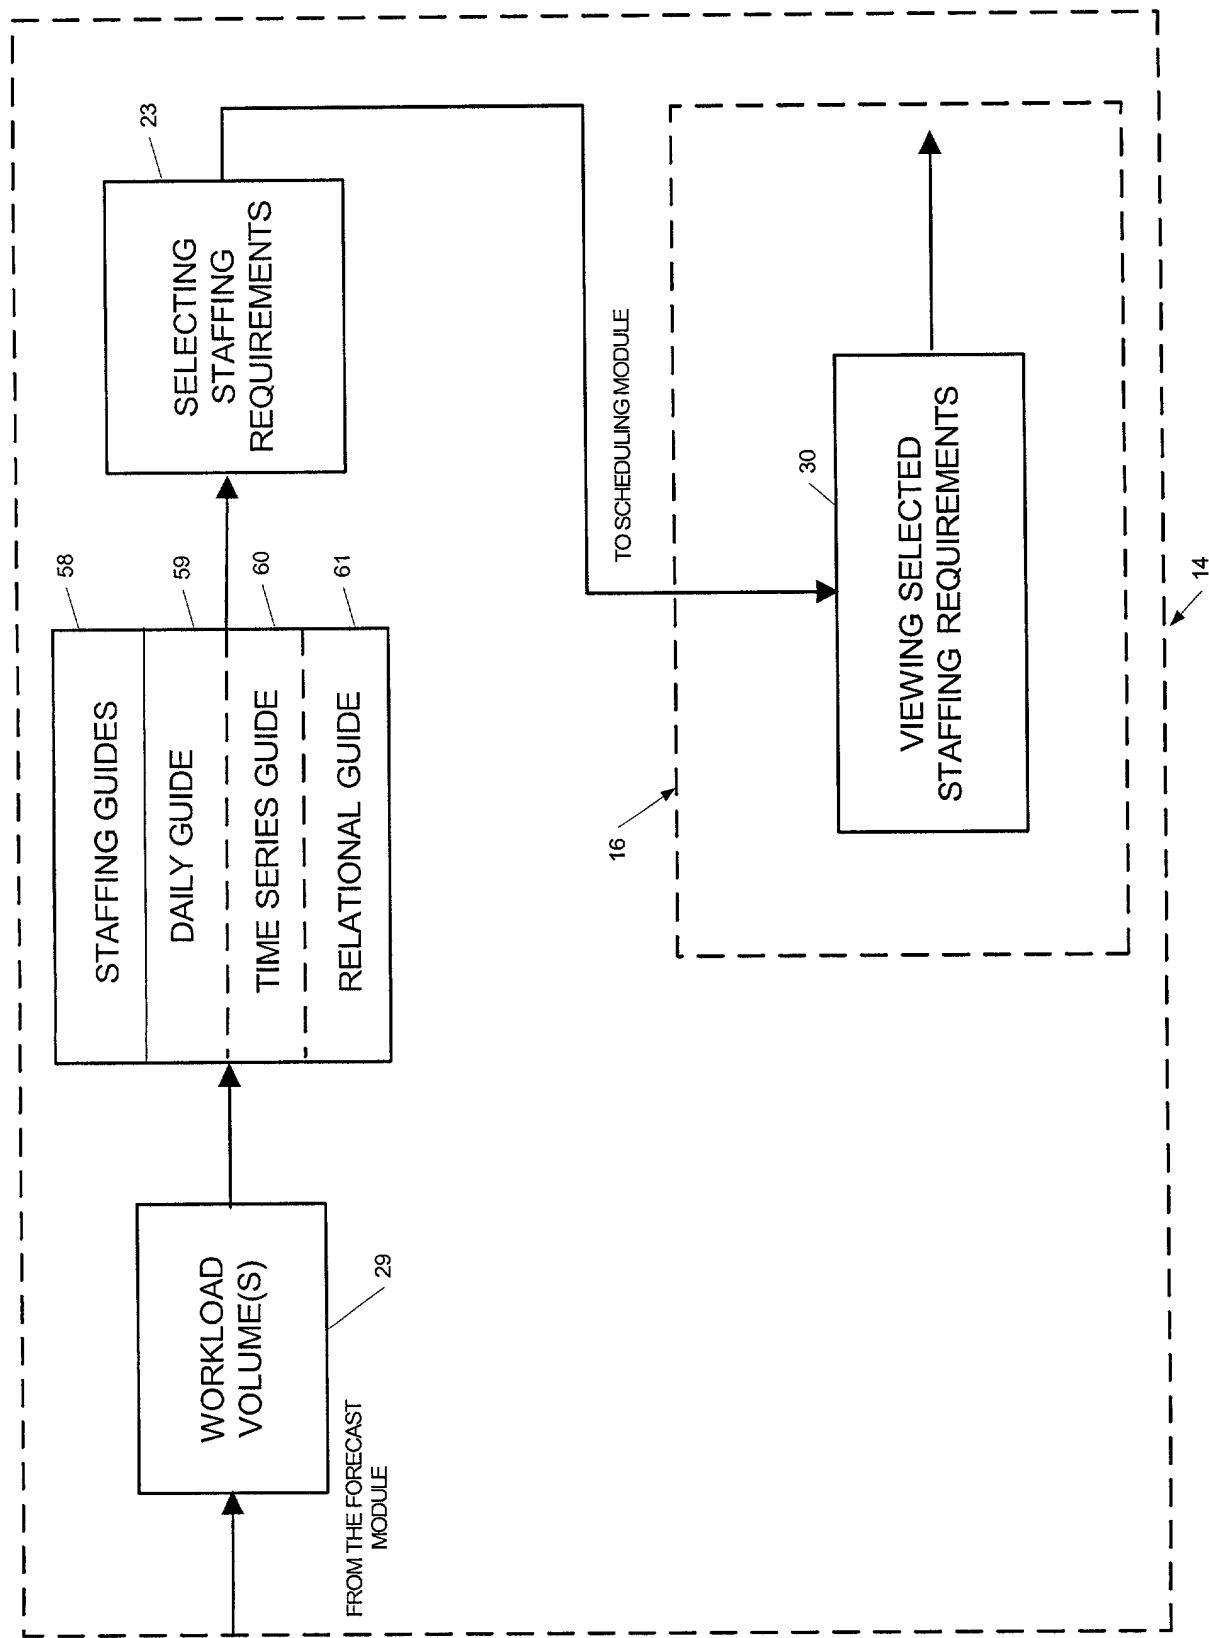 FROM THE FORECAST
MODULE
WORKLOAD
VOLUME(S)
29
STAFFING GUIDES
58
DAILY GUIDE
59
TIME SERIES GUIDE
60
RELATIONAL GUIDE
61
SELECTING
STAFFING
REQUIREMENTS
23
TO SCHEDULING MODULE
16
VIEWING SELECTED
STAFFING REQUIREMENTS
30
14